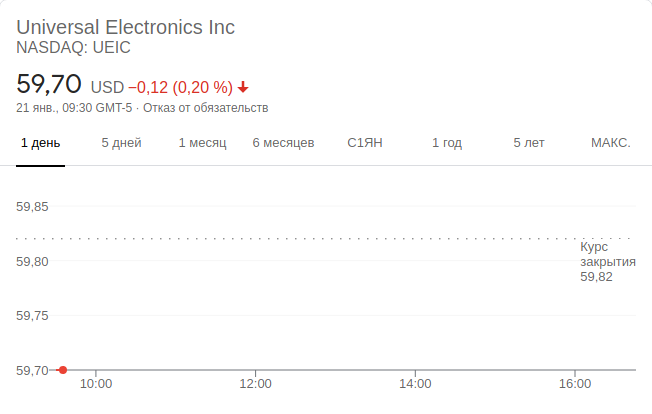 Universal Electronics Inc
NASDAQ: UEIC
59,70 USD −0,12 (0,20 %)
21 янв., 09:30 GMT-5 · Отказ от обязательств
1 день 5 дней 1 месяц 6 месяцев С1ЯН 1 год 5 лет МАКС.
59,85
Курс
закрытия
59,82
59,80
59,75
59,70
10:00 12:00 14:00 16:00